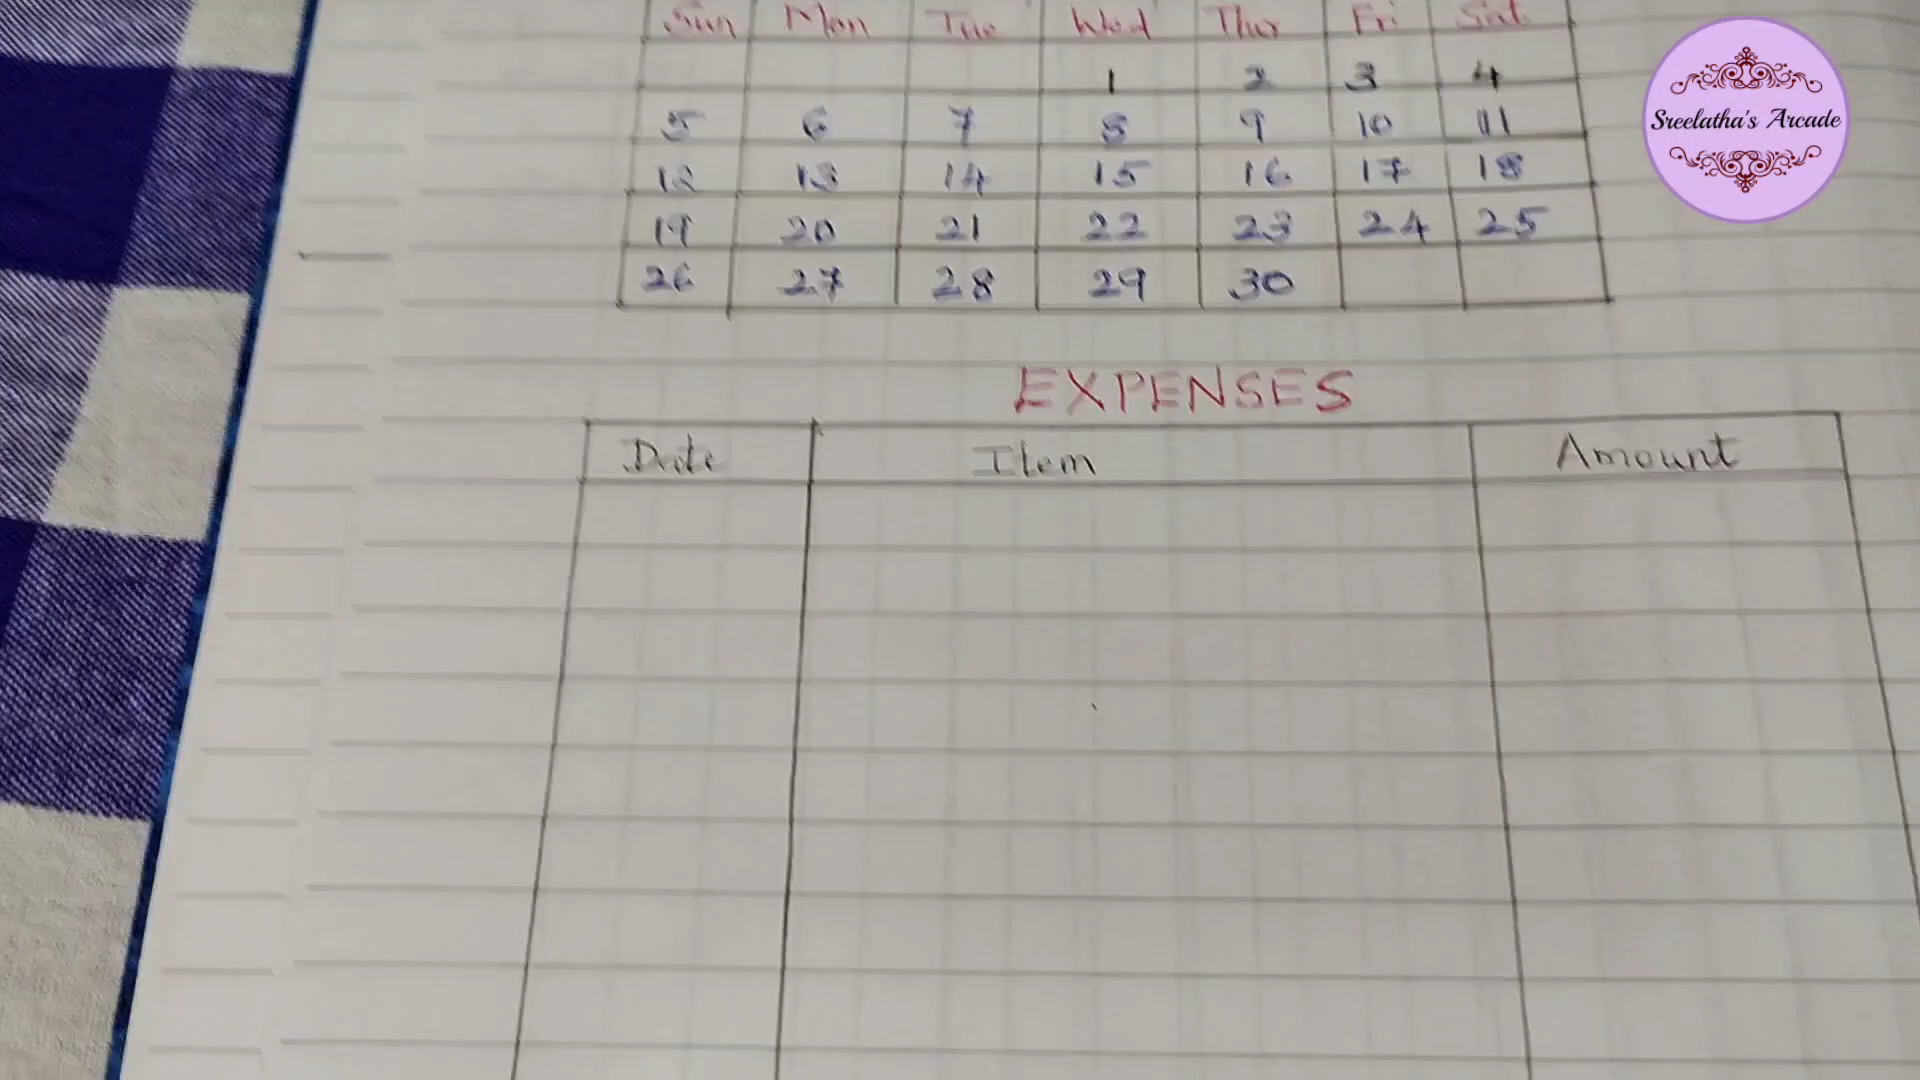 Sun Mon Tue Wed Thu Fri Sat
1 2 3 4
5 6 7 8 9 10 11
12 13 14 15 16 17 18
19 20 21 22 23 24 25
26 27 28 29 30
Sreelatha's Arcade
EXPENSES
Date Item Amount